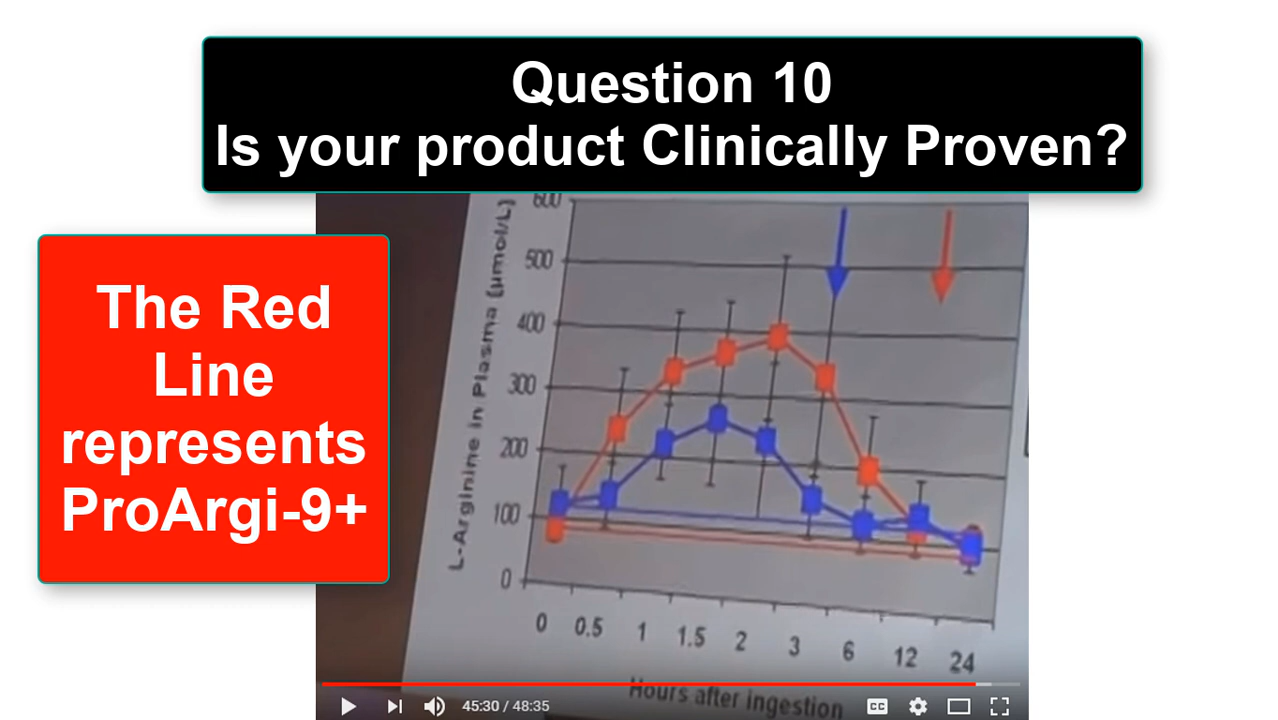 Question 10
Is your product Clinically Proven?
The Red
Line
represents
ProArgi-9+
L-Arginine in Plasma (µmol/L)
600
500
400
300
200
100
0
0 0.5 1 1.5 2 3 6 12 24
Hours after ingestion
45:30 / 48:35
CC